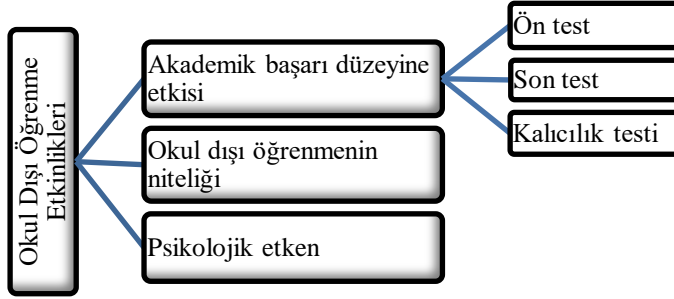 Okul Dışı Öğrenme
Etkinlikleri
Akademik başarı düzeyine
etkisi
Ön test
Son test
Kalıcılık testi
Okul dışı öğrenmenin
niteliği
Psikolojik etken